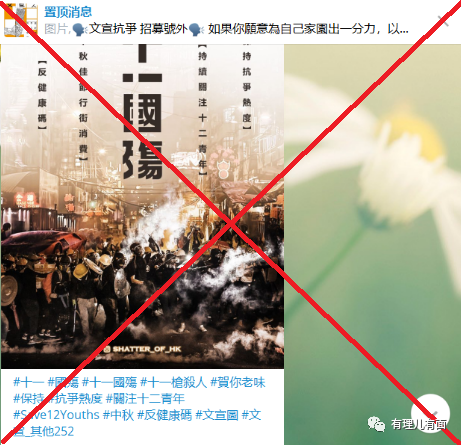 置顶消息
图片, 🗣文宣抗爭 招募號外🗣 如果你願意為自己家園出一分力，以...
十一國殤
維持抗爭熱度】
【持續關注十二青年】
中秋佳節行街消費】
【反健康碼】
SHATTER_OF_HK
#十一 #國殤 #十一國殤 #十一槍殺人 #賀你老味
#保持 #抗爭熱度 #關注十二青年
#Save12Youths #中秋 #反健康碼 #文宣圖 #文
宣_其他252
有理儿有面